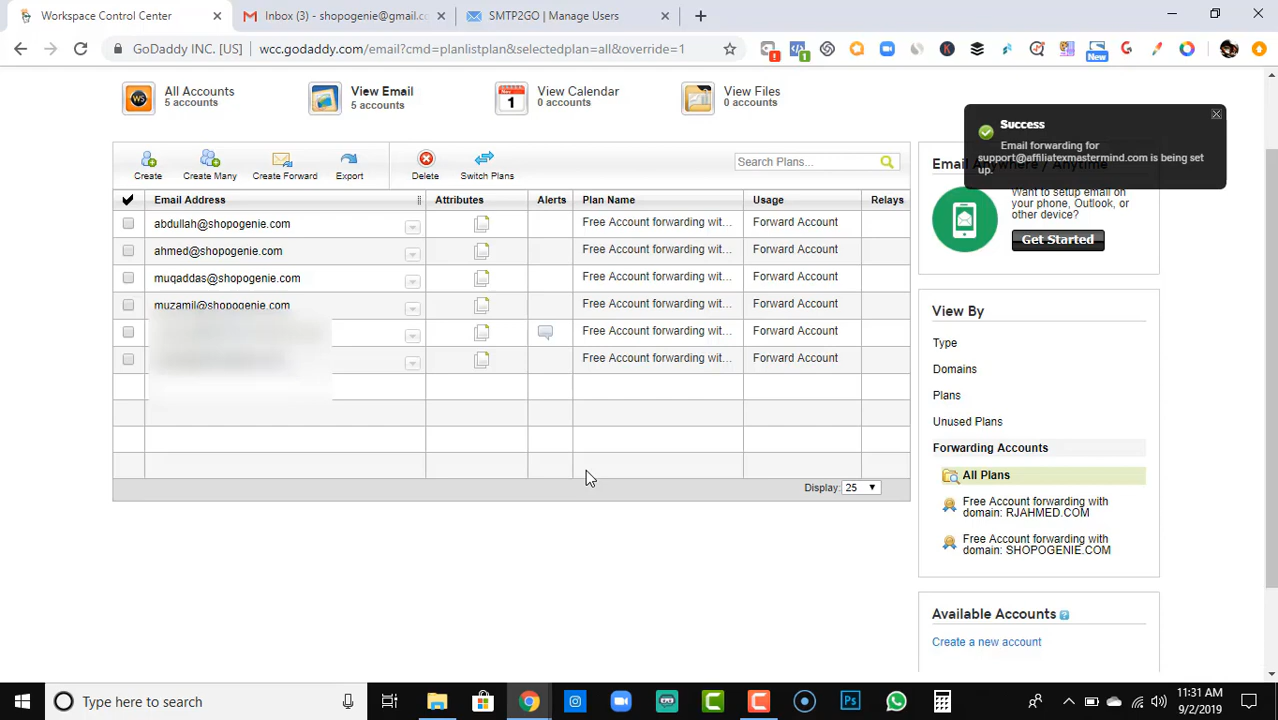 Workspace Control Center
Inbox (3) - shopogenie@gmail.co
SMTP2GO | Manage Users
GoDaddy INC. [US]
wcc.godaddy.com/email?cmd=planlistplan&selectedplan=all&override=1
New
All Accounts
5 accounts
View Email
5 accounts
View Calendar
0 accounts
View Files
0 accounts
Success
Email forwarding for
support@affiliatexmastermind.com is being set
up.
Create
Create Many
Create Forward
Export
Delete
Switch Plans
Search Plans...
Email Anywhere / Anytime
Want to setup email on
your phone, Outlook, or
other device?
Get Started
Email Address
Attributes
Alerts
Plan Name
Usage
Relays
abdullah@shopogenie.com
Free Account forwarding wit...
Forward Account
ahmed@shopogenie.com
Free Account forwarding wit...
Forward Account
muqaddas@shopogenie.com
Free Account forwarding wit...
Forward Account
muzamil@shopogenie.com
Free Account forwarding wit...
Forward Account
Free Account forwarding wit...
Forward Account
Free Account forwarding wit...
Forward Account
Display: 25
View By
Type
Domains
Plans
Unused Plans
Forwarding Accounts
All Plans
Free Account forwarding with
domain: RJAHMED.COM
Free Account forwarding with
domain: SHOPOGENIE.COM
Available Accounts
Create a new account
Type here to search
11:31 AM
9/2/2019